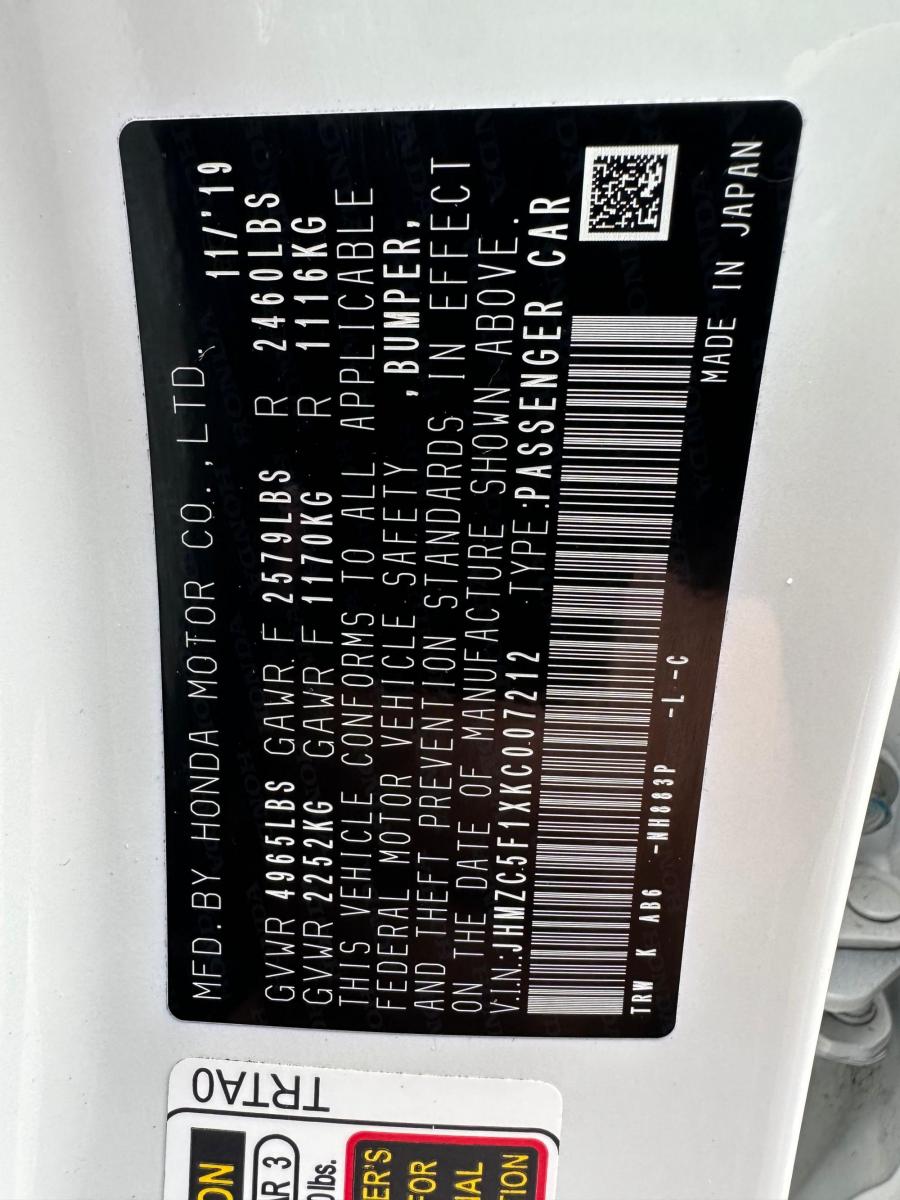 MFD.BY HONDA MOTOR CO.,LTD. 11/'19
GVWR 4965LBS GAWR F 2579LBS R 2460LBS
GVWR 2252KG GAWR F 1170KG R 1116KG
THIS VEHICLE CONFORMS TO ALL APPLICABLE
FEDERAL MOTOR VEHICLE SAFETY ,BUMPER,
AND THEFT PREVENTION STANDARDS IN EFFECT
ON THE DATE OF MANUFACTURE SHOWN ABOVE.
V.I.N.:JHMZC5F1XKC007212 TYPE:PASSENGER CAR
TRW K AB6 -NH883P -L-C
MADE IN JAPAN
TRTA0